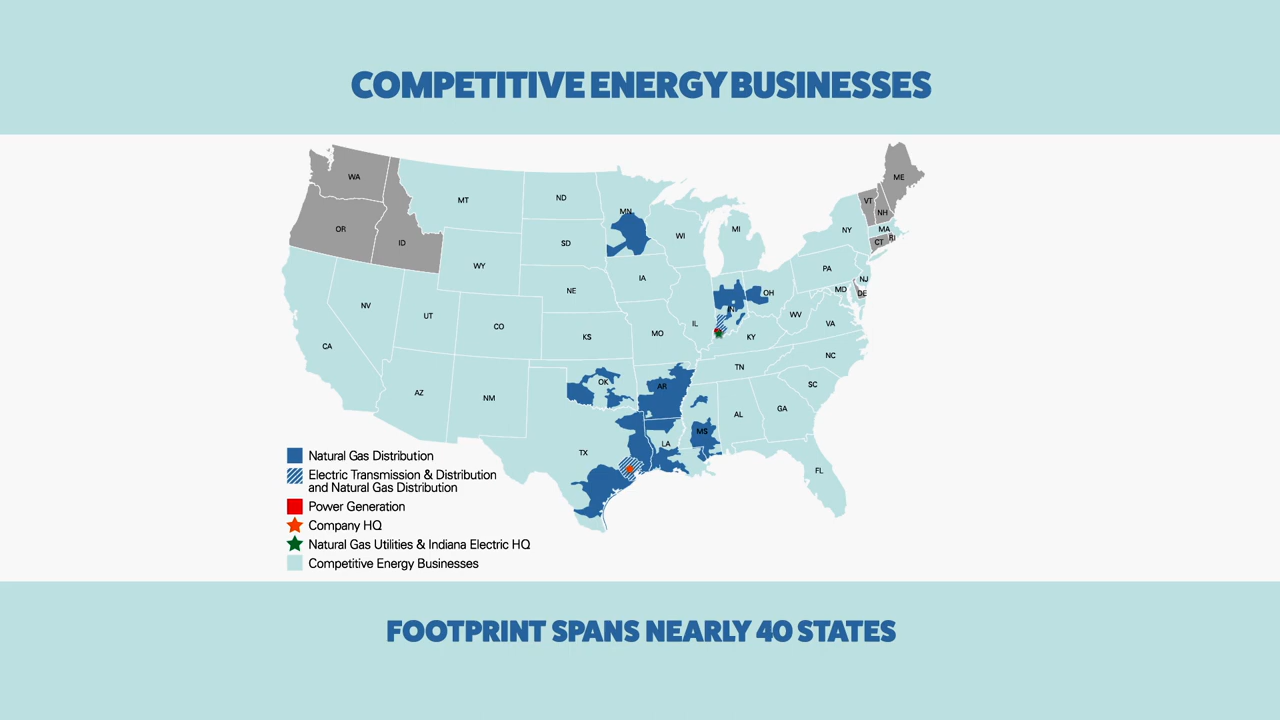 COMPETITIVE ENERGY BUSINESSES
WA
MT
ND
MN
ME
VT
NH
OR
ID
SD
WI
MI
NY
MA
CT
RI
WY
IA
PA
NJ
NE
OH
MD
DE
NV
UT
CO
IL
IN
WV
VA
CA
KS
MO
KY
NC
AZ
NM
OK
AR
TN
SC
AL
GA
MS
TX
LA
FL
Natural Gas Distribution
Electric Transmission & Distribution
and Natural Gas Distribution
Power Generation
Company HQ
Natural Gas Utilities & Indiana Electric HQ
Competitive Energy Businesses
FOOTPRINT SPANS NEARLY 40 STATES